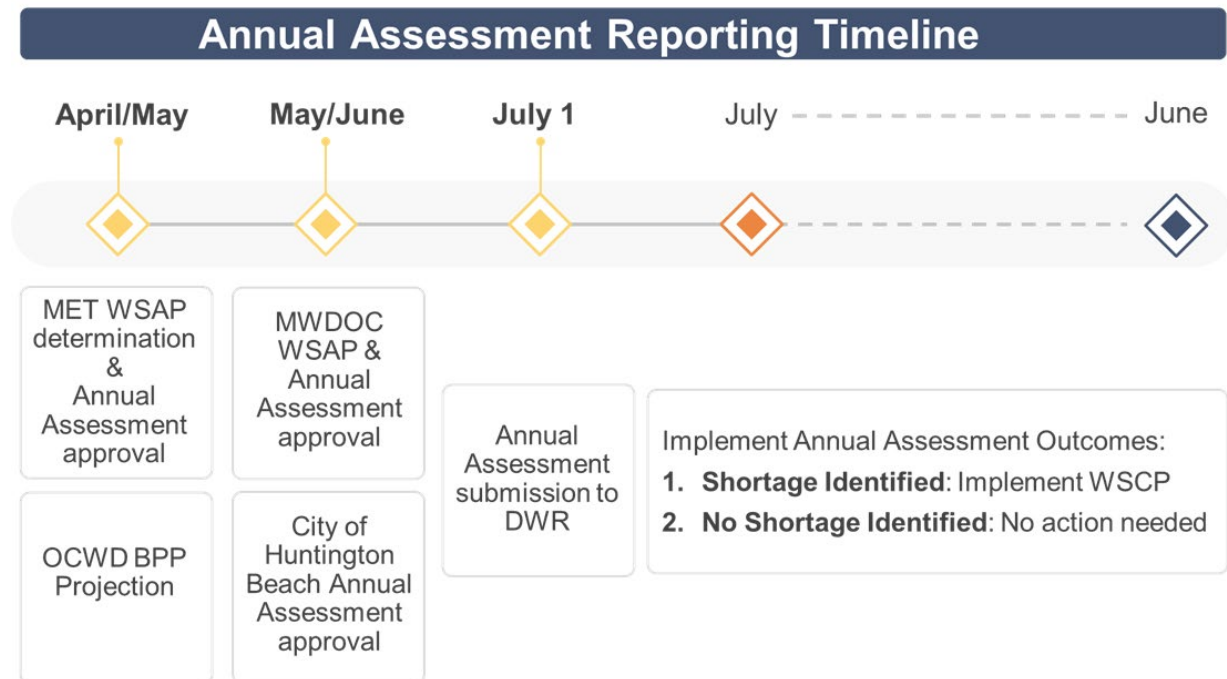 Annual Assessment Reporting Timeline
April/May
May/June
July 1
July
June
MET WSAP
determination
&
Annual
Assessment
approval
OCWD BPP
Projection
MWDOC
WSAP &
Annual
Assessment
approval
City of
Huntington
Beach Annual
Assessment
approval
Annual
Assessment
submission to
DWR
Implement Annual Assessment Outcomes:
1. Shortage Identified: Implement WSCP
2. No Shortage Identified: No action needed